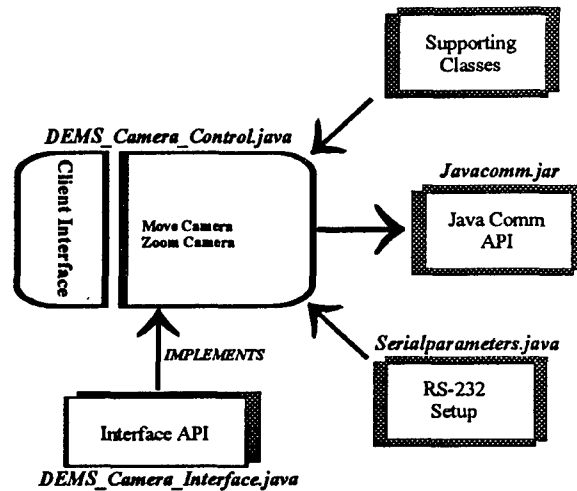 Supporting
Classes
DEMS_Camera_Control.java
Client Interface
Move Camera
Zoom Camera
Javacomm.jar
Java Comm
API
IMPLEMENTS
Serialparameters.java
RS-232
Setup
Interface API
DEMS_Camera_Interface.java